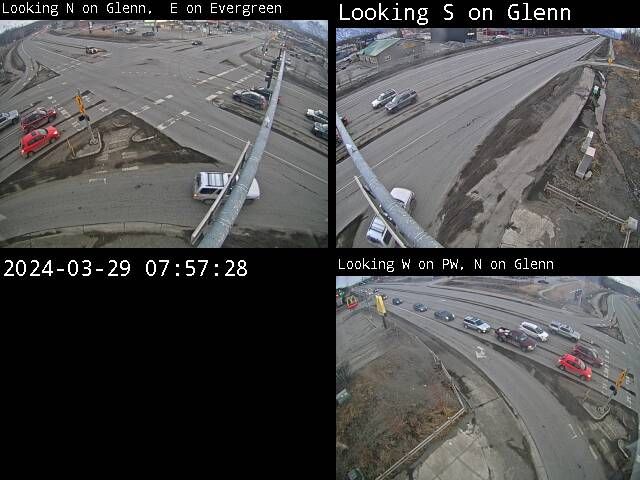 Looking N on Glenn, E on Evergreen
Looking S on Glenn
2024-03-29 07:57:28
Looking W on PW, N on Glenn